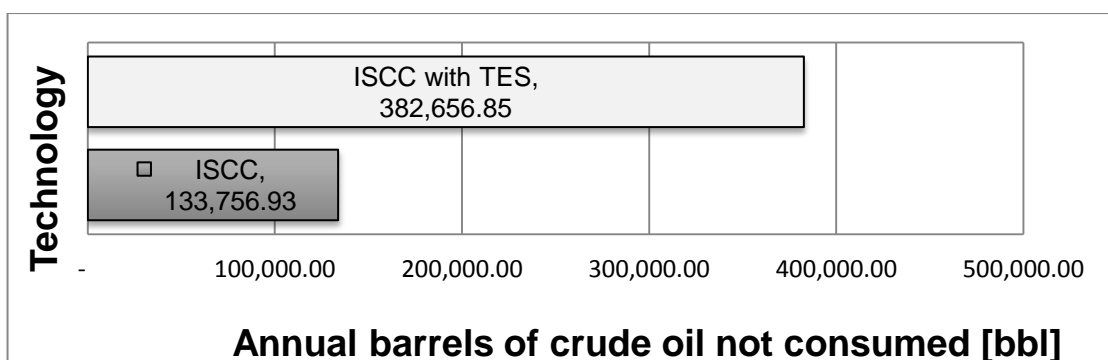 Technology
ISCC with TES,
382,656.85
ISCC,
133,756.93
- 100,000.00 200,000.00 300,000.00 400,000.00 500,000.00
Annual barrels of crude oil not consumed [bbl]